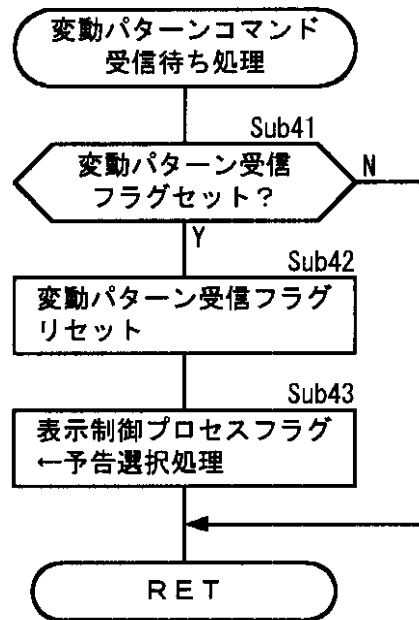 変動パターンコマンド
受信待ち処理
Sub41
変動パターン受信
フラグセット？
N
Y
Sub42
変動パターン受信フラグ
リセット
Sub43
表示制御プロセスフラグ
←予告選択処理
ＲＥＴ